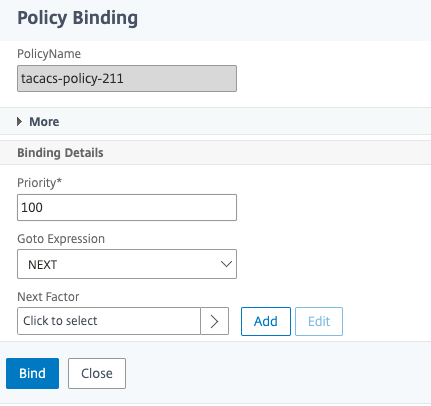 Policy Binding
PolicyName
tacacs-policy-211
More
Binding Details
Priority*
100
Goto Expression
NEXT
Next Factor
Click to select
Add
Edit
Bind
Close